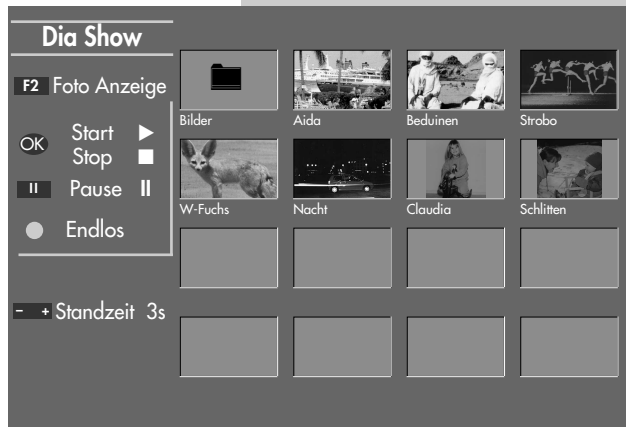 Dia Show
F2 Foto Anzeige
OK Start
Stop
II Pause II
Endlos
- + Standzeit 3s
Bilder Aida Beduinen Strobo
W-Fuchs Nacht Claudia Schlitten